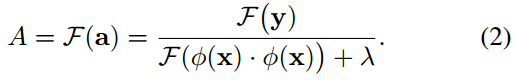 A = 𝓕(𝐚) = 𝓕(𝐲) / 𝓕(ϕ(𝐱) · ϕ(𝐱)) + λ . (2)